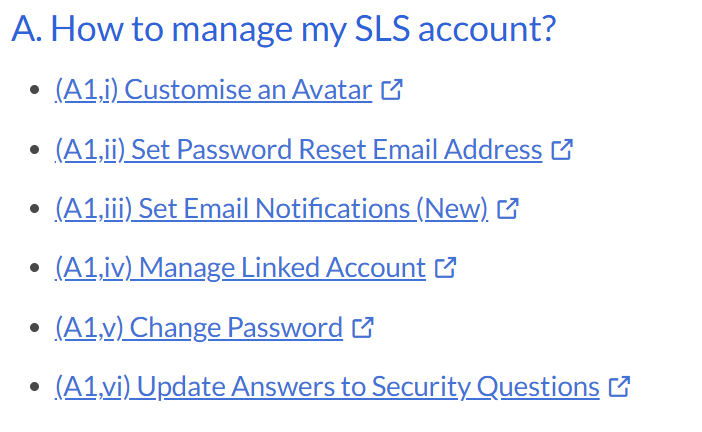 A. How to manage my SLS account?
(A1,i) Customise an Avatar
(A1,ii) Set Password Reset Email Address
(A1,iii) Set Email Notifications (New)
(A1,iv) Manage Linked Account
(A1,v) Change Password
(A1,vi) Update Answers to Security Questions